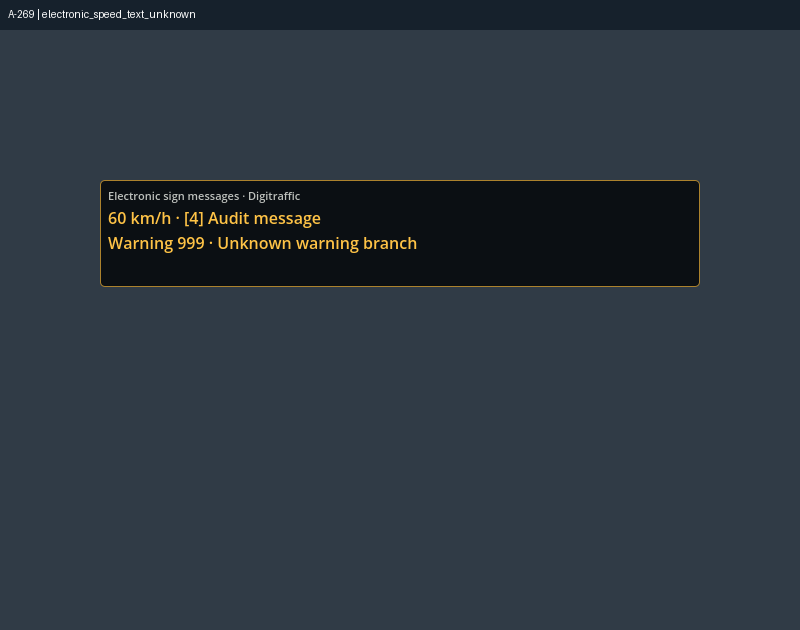 A-269 | electronic_speed_text_unknown
Electronic sign messages · Digitraffic
60 km/h · [4] Audit message
Warning 999 · Unknown warning branch